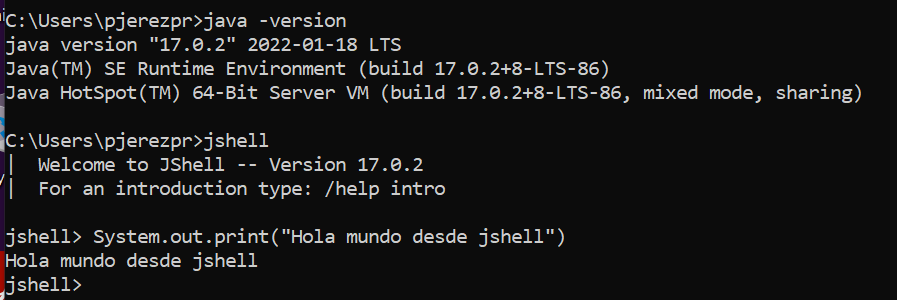 C:\Users\pjerezpr>java -version
java version "17.0.2" 2022-01-18 LTS
Java(TM) SE Runtime Environment (build 17.0.2+8-LTS-86)
Java HotSpot(TM) 64-Bit Server VM (build 17.0.2+8-LTS-86, mixed mode, sharing)
C:\Users\pjerezpr>jshell
|  Welcome to JShell -- Version 17.0.2
|  For an introduction type: /help intro
jshell> System.out.print("Hola mundo desde jshell")
Hola mundo desde jshell
jshell>